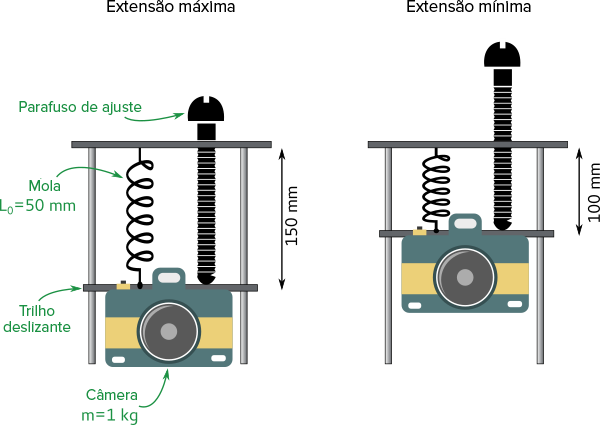 Extensão máxima
Extensão mínima
Parafuso de ajuste
Mola
L₀=50 mm
150 mm
100 mm
Trilho
deslizante
Câmera
m=1 kg